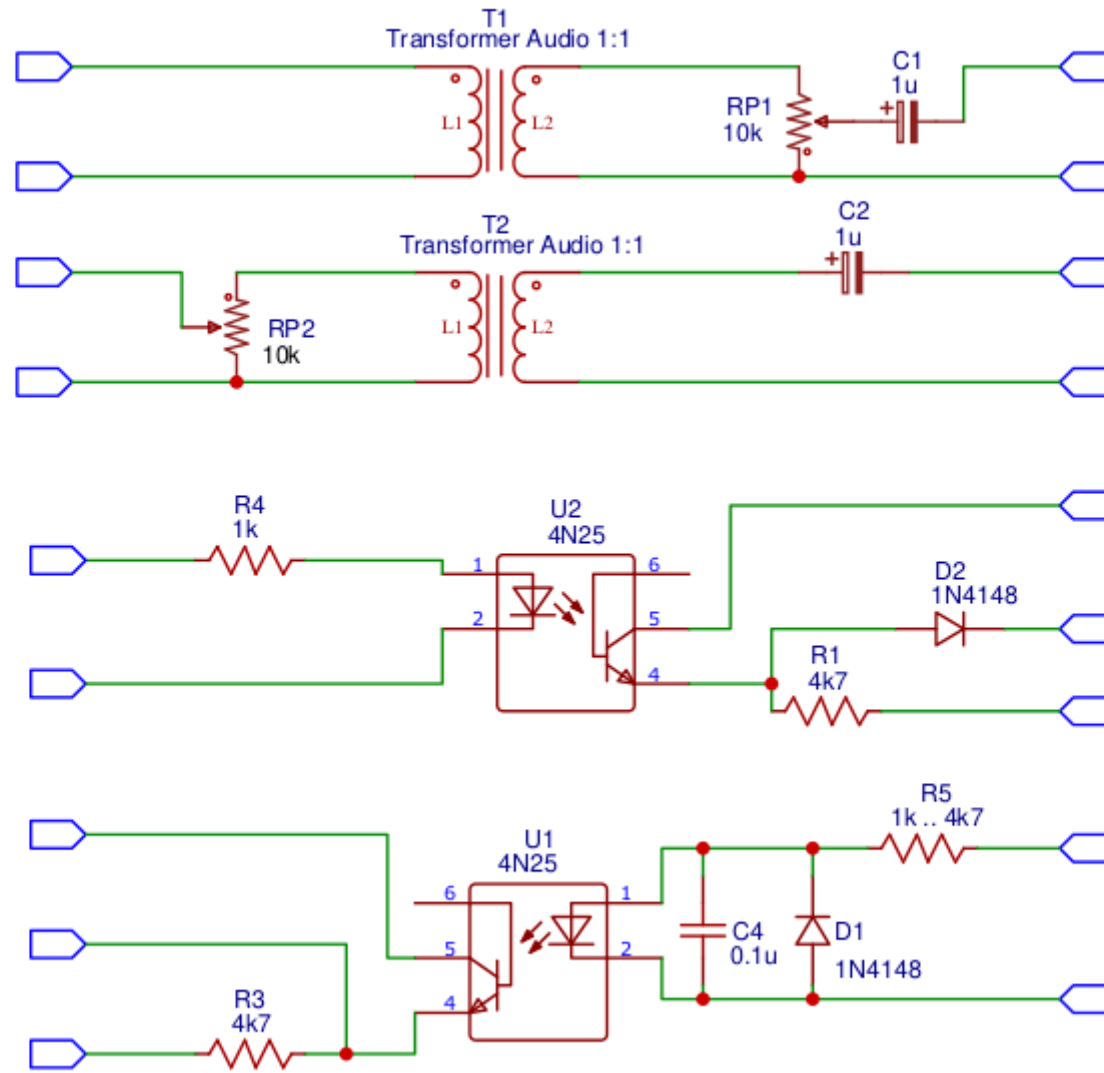 T1
Transformer Audio 1:1
L1
L2
RP1
10k
C1
1u
+
T2
Transformer Audio 1:1
L1
L2
RP2
10k
C2
1u
+
R4
1k
U2
4N25
1
2
6
5
4
D2
1N4148
R1
4k7
U1
4N25
6
5
4
1
2
R3
4k7
C4
0.1u
D1
1N4148
R5
1k .. 4k7